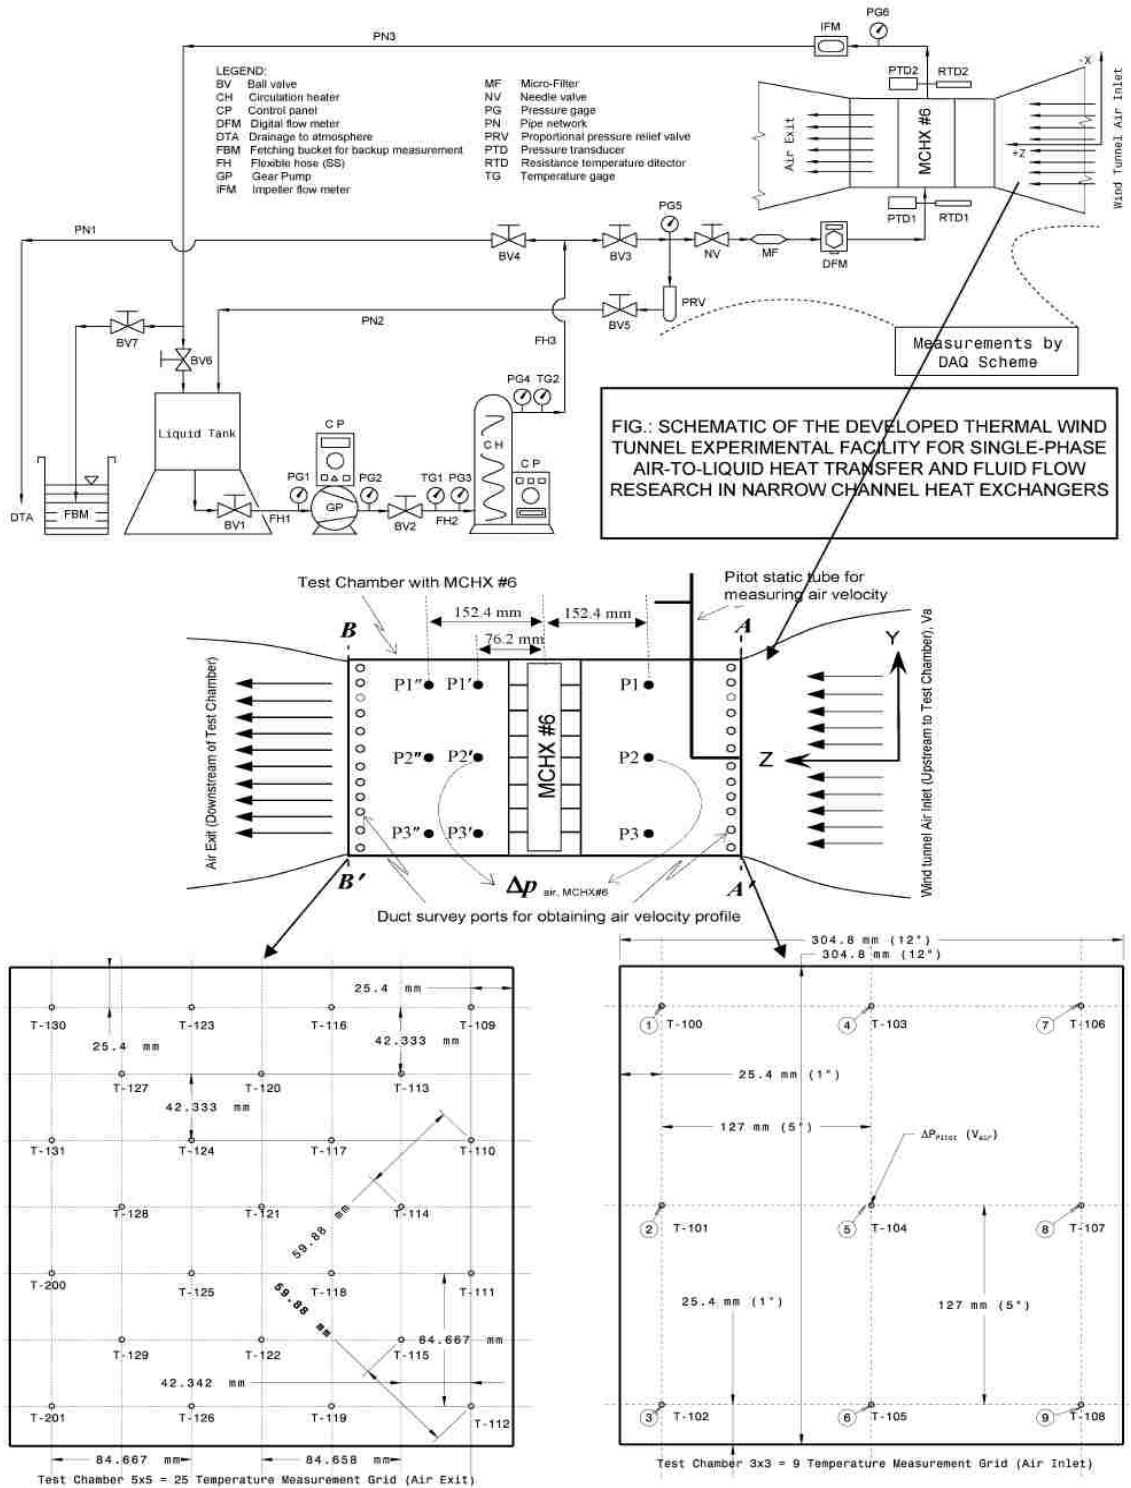 PN3
IFM
PG6
LEGEND:
BV Ball valve
CH Circulation heater
CP Control panel
DFM Digital flow meter
DTA Drainage to atmosphere
FBM Fetching bucket for backup measurement
FH Flexible hose (SS)
GP Gear Pump
IFM Impeller flow meter
MF Micro-Filter
NV Needle valve
PG Pressure gage
PN Pipe network
PRV Proportional pressure relief valve
PTD Pressure transducer
RTD Resistance temperature ditector
TG Temperature gage
PTD2
RTD2
-X
Air Exit
MCHX #6
+Z
Wind Tunnel Air Inlet
PTD1
RTD1
PG5
PN1
BV4
BV3
NV
MF
DFM
PRV
PN2
BV5
BV7
BV6
FH3
Measurements by
DAQ Scheme
PG4 TG2
Liquid Tank
C P
C H
C P
PG1
PG2
TG1 PG3
GP
DTA
FBM
BV1
FH1
BV2
FH2
FIG.: SCHEMATIC OF THE DEVELOPED THERMAL WIND
TUNNEL EXPERIMENTAL FACILITY FOR SINGLE-PHASE
AIR-TO-LIQUID HEAT TRANSFER AND FLUID FLOW
RESEARCH IN NARROW CHANNEL HEAT EXCHANGERS
Test Chamber with MCHX #6
Pitot static tube for
measuring air velocity
152.4 mm
152.4 mm
76.2 mm
B
A
Y
P1″
P1′
P1
P2″
P2′
P2
Z
P3″
P3′
P3
MCHX #6
Air Exit (Downstream of Test Chamber)
Wind tunnel Air Inlet (Upstream to Test Chamber), Va
B′
Δp air, MCHX#6
A′
Duct survey ports for obtaining air velocity profile
25.4 mm
T-130
T-123
T-116
T-109
25.4 mm
42.333 mm
T-127
T-120
T-113
42.333 mm
T-131
T-124
T-117
T-110
T-128
T-121
T-114
59.88 mm
T-200
T-125
T-118
T-111
59.88 mm
T-129
T-122
T-115
84.667 mm
42.342 mm
T-201
T-126
T-119
T-112
84.667 mm
84.658 mm
Test Chamber 5x5 = 25 Temperature Measurement Grid (Air Exit)
304.8 mm (12")
304.8 mm (12")
1 T-100
4 T-103
7 T-106
25.4 mm (1")
127 mm (5")
ΔPPitot (Vair)
2 T-101
5 T-104
8 T-107
25.4 mm (1")
127 mm (5")
3 T-102
6 T-105
9 T-108
Test Chamber 3x3 = 9 Temperature Measurement Grid (Air Inlet)